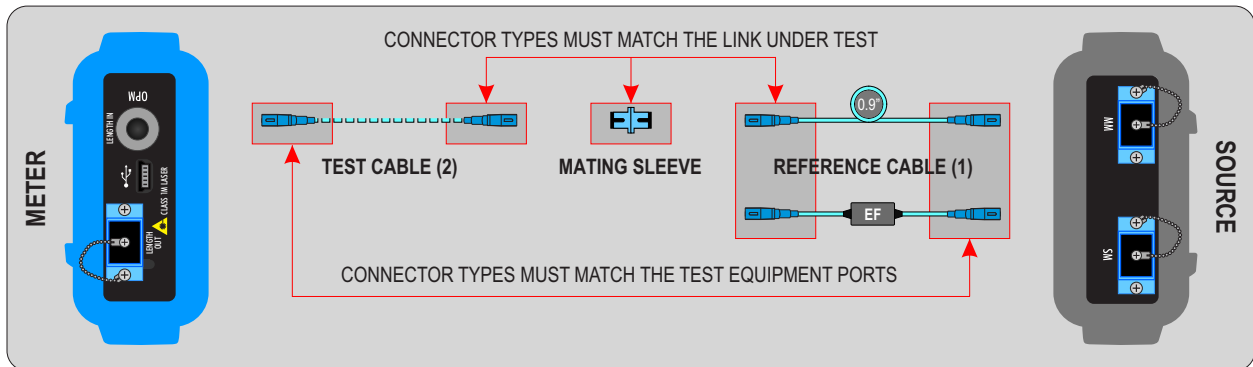 CONNECTOR TYPES MUST MATCH THE LINK UNDER TEST
METER
OPM
LENGTH IN
CLASS 1M LASER
LENGTH
OUT
TEST CABLE (2)
MATING SLEEVE
0.9"
REFERENCE CABLE (1)
EF
CONNECTOR TYPES MUST MATCH THE TEST EQUIPMENT PORTS
MM
SM
SOURCE